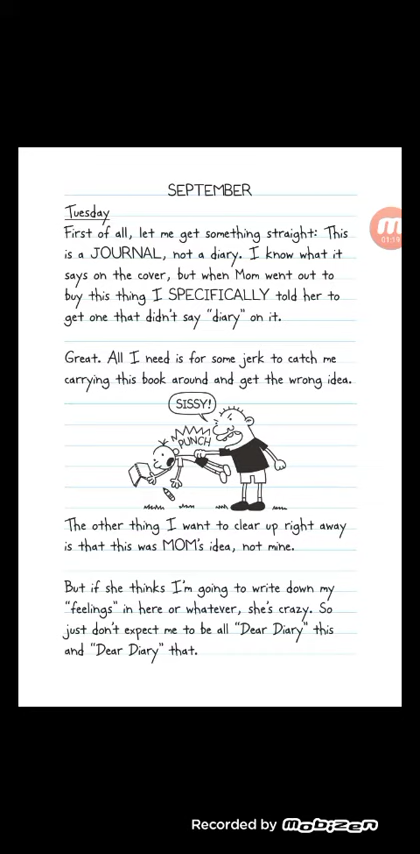 SEPTEMBER
Tuesday
First of all, let me get something straight: This
is a JOURNAL, not a diary. I know what it
says on the cover, but when Mom went out to
buy this thing I SPECIFICALLY told her to
get one that didn't say "diary" on it.
Great. All I need is for some jerk to catch me
carrying this book around and get the wrong idea.
SISSY!
PUNCH
The other thing I want to clear up right away
is that this was MOM's idea, not mine.
But if she thinks I'm going to write down my
"feelings" in here or whatever, she's crazy. So
just don't expect me to be all "Dear Diary" this
and "Dear Diary" that.
01:59
Recorded by mobizen